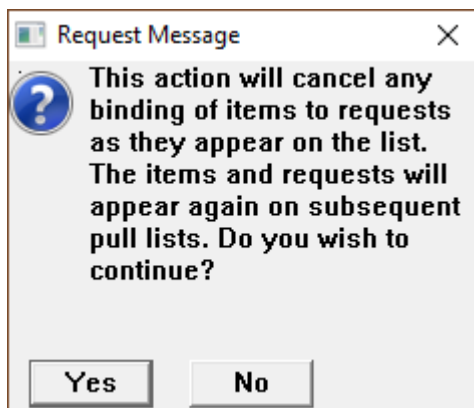 Request Message
This action will cancel any
binding of items to requests
as they appear on the list.
The items and requests will
appear again on subsequent
pull lists. Do you wish to
continue?
Yes
No